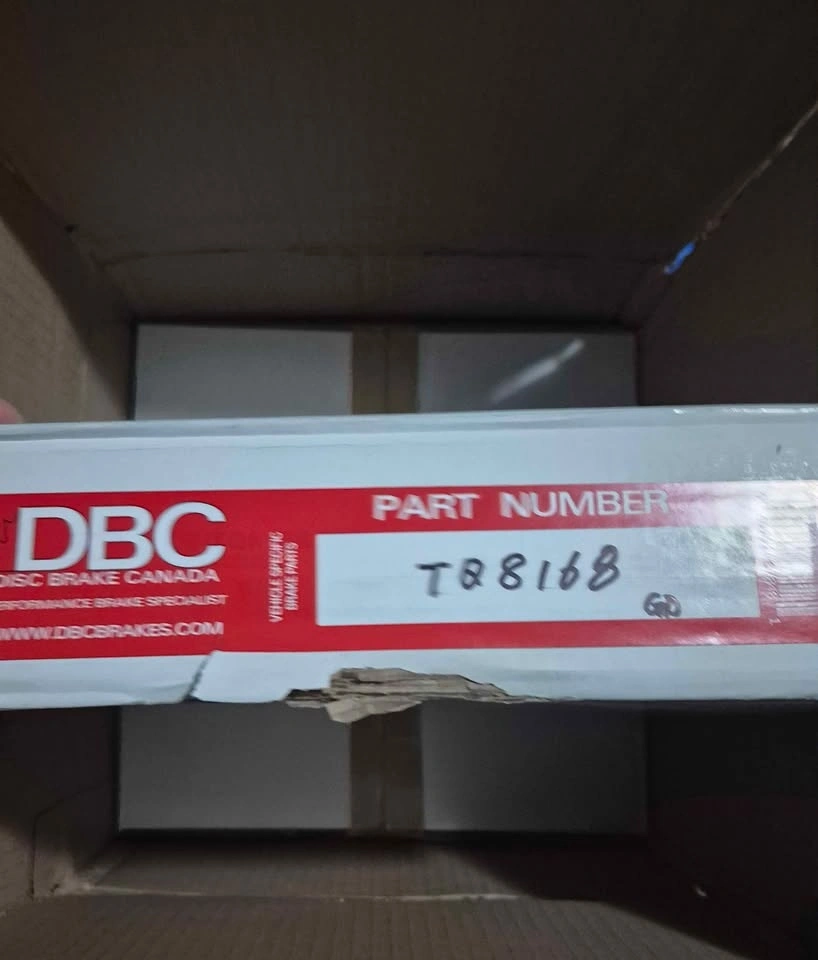 DBC
DISC BRAKE CANADA
PERFORMANCE BRAKE SPECIALIST
WWW.DBCBRAKES.COM
VEHICLE SPECIFIC
BRAKE PARTS
PART NUMBER
TQ8168
GD